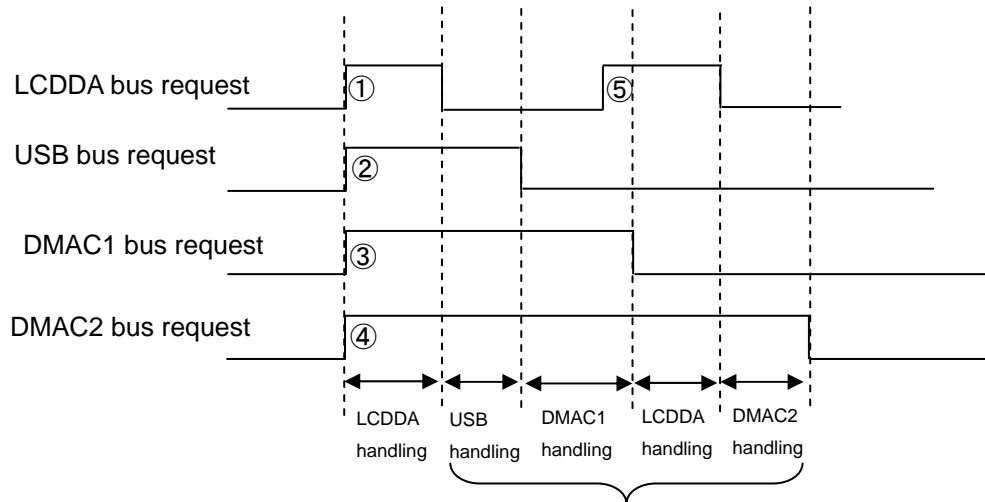 LCDDA bus request
① ⑤
USB bus request
②
DMAC1 bus request
③
DMAC2 bus request
④
LCDDA handling
USB handling
DMAC1 handling
LCDDA handling
DMAC2 handling